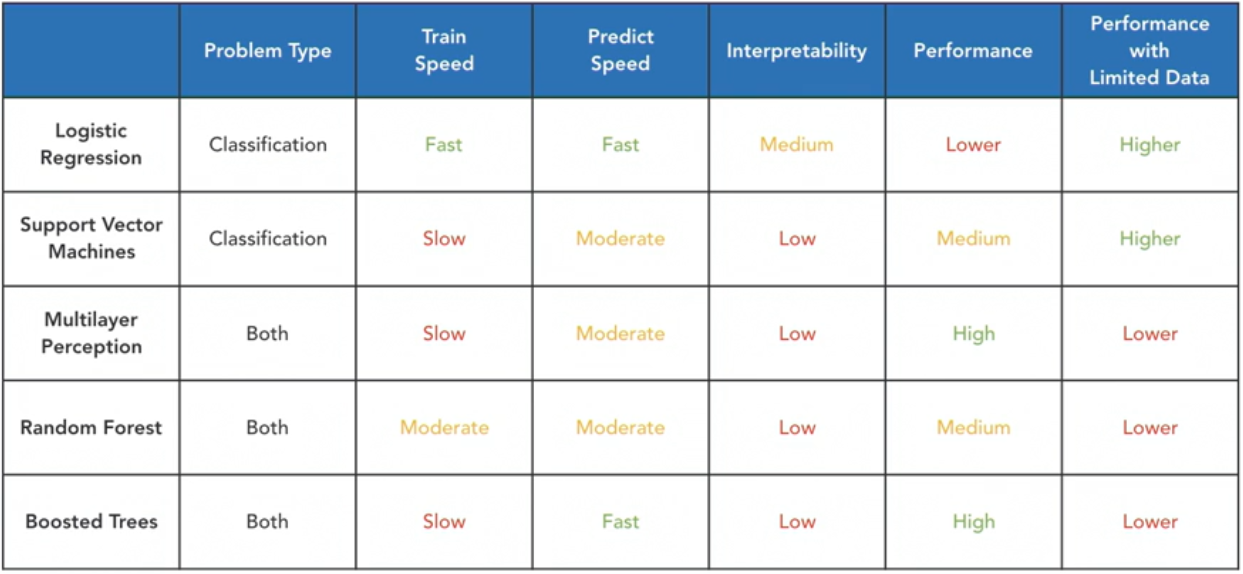 Problem Type
Train
Speed
Predict
Speed
Interpretability
Performance
Performance
with
Limited Data
Logistic
Regression
Classification
Fast
Fast
Medium
Lower
Higher
Support Vector
Machines
Classification
Slow
Moderate
Low
Medium
Higher
Multilayer
Perception
Both
Slow
Moderate
Low
High
Lower
Random Forest
Both
Moderate
Moderate
Low
Medium
Lower
Boosted Trees
Both
Slow
Fast
Low
High
Lower